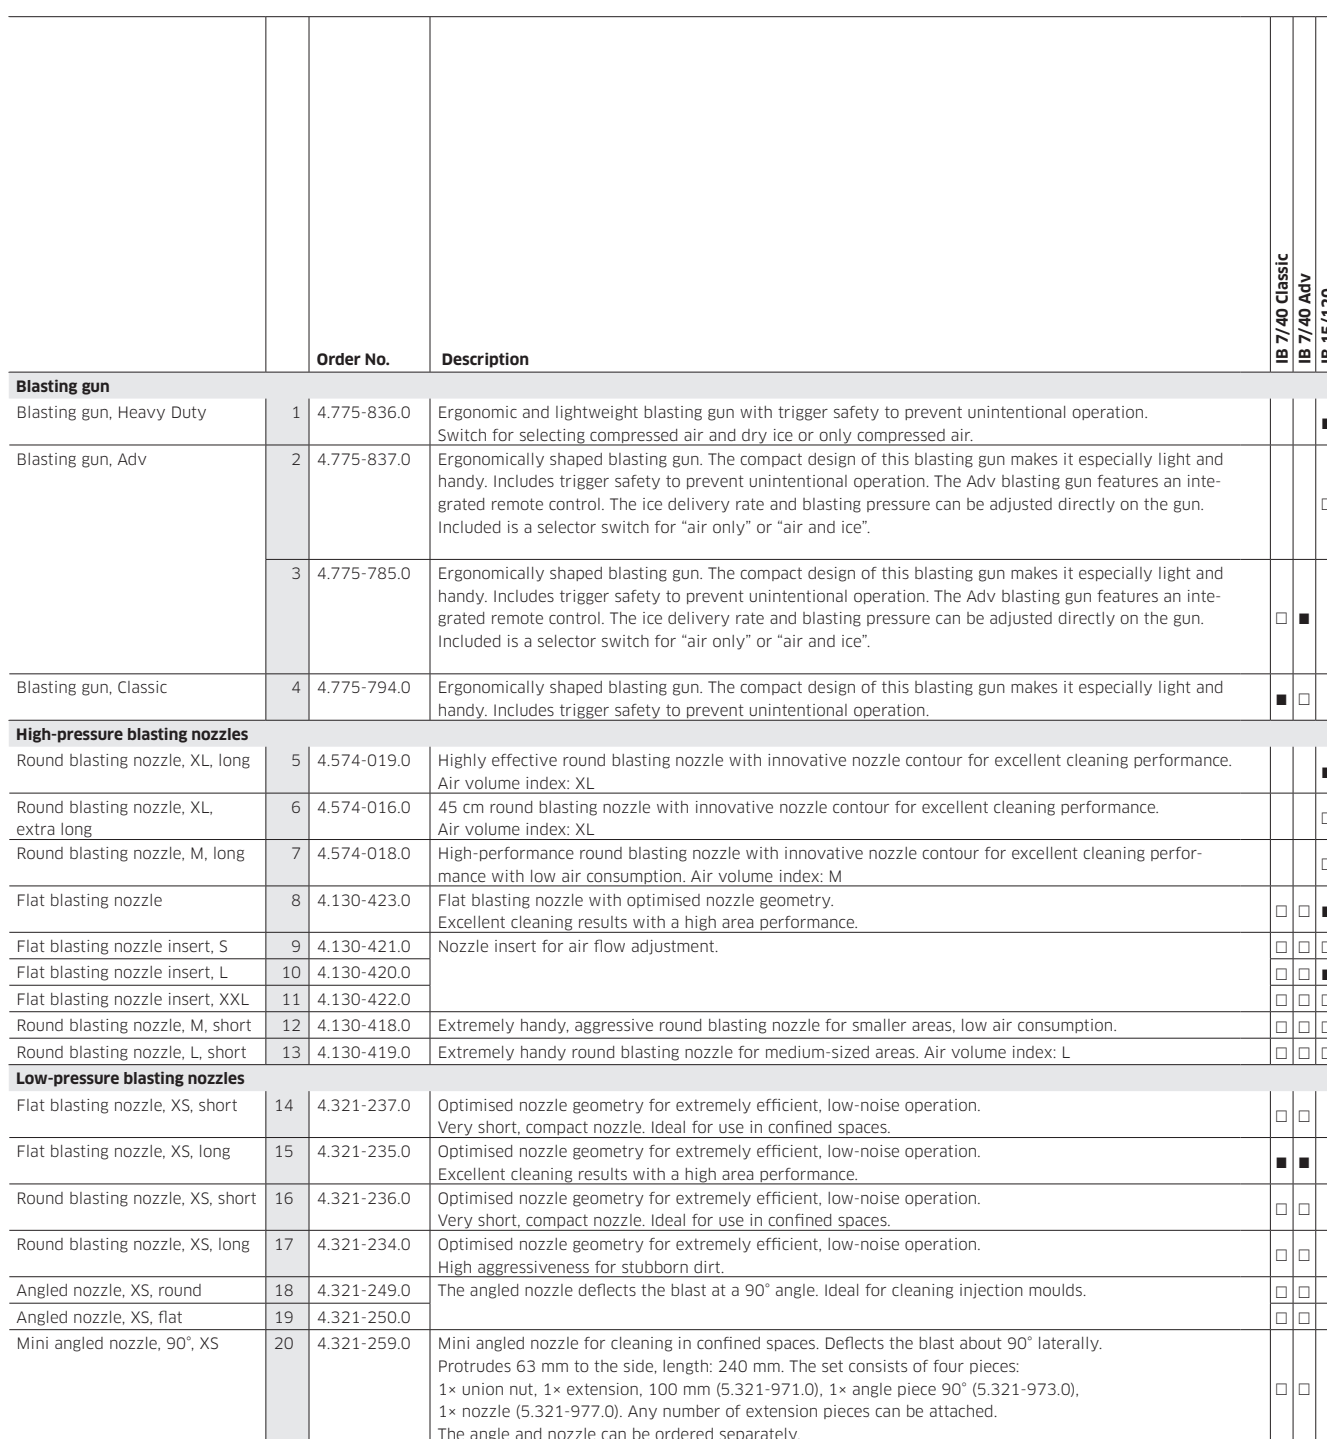 IB 7/40 Classic
IB 7/40 Adv
Order No. Description
Blasting gun
Blasting gun, Heavy Duty 1 4.775-836.0 Ergonomic and lightweight blasting gun with trigger safety to prevent unintentional operation.
Switch for selecting compressed air and dry ice or only compressed air.
■
Blasting gun, Adv 2 4.775-837.0 Ergonomically shaped blasting gun. The compact design of this blasting gun makes it especially light and
handy. Includes trigger safety to prevent unintentional operation. The Adv blasting gun features an inte-
grated remote control. The ice delivery rate and blasting pressure can be adjusted directly on the gun.
Included is a selector switch for “air only” or “air and ice”.
□
3 4.775-785.0 Ergonomically shaped blasting gun. The compact design of this blasting gun makes it especially light and
handy. Includes trigger safety to prevent unintentional operation. The Adv blasting gun features an inte-
grated remote control. The ice delivery rate and blasting pressure can be adjusted directly on the gun.
Included is a selector switch for “air only” or “air and ice”.
□ ■
Blasting gun, Classic 4 4.775-794.0 Ergonomically shaped blasting gun. The compact design of this blasting gun makes it especially light and
handy. Includes trigger safety to prevent unintentional operation.
■ □
High-pressure blasting nozzles
Round blasting nozzle, XL, long 5 4.574-019.0 Highly effective round blasting nozzle with innovative nozzle contour for excellent cleaning performance.
Air volume index: XL
■
Round blasting nozzle, XL, 6 4.574-016.0 45 cm round blasting nozzle with innovative nozzle contour for excellent cleaning performance.
extra long Air volume index: XL
□
Round blasting nozzle, M, long 7 4.574-018.0 High-performance round blasting nozzle with innovative nozzle contour for excellent cleaning perfor-
mance with low air consumption. Air volume index: M
□
Flat blasting nozzle 8 4.130-423.0 Flat blasting nozzle with optimised nozzle geometry.
Excellent cleaning results with a high area performance.
□ □ ■
Flat blasting nozzle insert, S 9 4.130-421.0 Nozzle insert for air flow adjustment. □ □ □
Flat blasting nozzle insert, L 10 4.130-420.0 □ □ ■
Flat blasting nozzle insert, XXL 11 4.130-422.0 □ □ □
Round blasting nozzle, M, short 12 4.130-418.0 Extremely handy, aggressive round blasting nozzle for smaller areas, low air consumption. □ □ □
Round blasting nozzle, L, short 13 4.130-419.0 Extremely handy round blasting nozzle for medium-sized areas. Air volume index: L □ □ □
Low-pressure blasting nozzles
Flat blasting nozzle, XS, short 14 4.321-237.0 Optimised nozzle geometry for extremely efficient, low-noise operation.
Very short, compact nozzle. Ideal for use in confined spaces.
□ □
Flat blasting nozzle, XS, long 15 4.321-235.0 Optimised nozzle geometry for extremely efficient, low-noise operation.
Excellent cleaning results with a high area performance.
■ ■
Round blasting nozzle, XS, short 16 4.321-236.0 Optimised nozzle geometry for extremely efficient, low-noise operation.
Very short, compact nozzle. Ideal for use in confined spaces.
□ □
Round blasting nozzle, XS, long 17 4.321-234.0 Optimised nozzle geometry for extremely efficient, low-noise operation.
High aggressiveness for stubborn dirt.
□ □
Angled nozzle, XS, round 18 4.321-249.0 The angled nozzle deflects the blast at a 90° angle. Ideal for cleaning injection moulds. □ □
Angled nozzle, XS, flat 19 4.321-250.0 □ □
Mini angled nozzle, 90°, XS 20 4.321-259.0 Mini angled nozzle for cleaning in confined spaces. Deflects the blast about 90° laterally.
Protrudes 63 mm to the side, length: 240 mm. The set consists of four pieces:
1× union nut, 1× extension, 100 mm (5.321-971.0), 1× angle piece 90° (5.321-973.0), □ □
1× nozzle (5.321-977.0). Any number of extension pieces can be attached.
The angle and nozzle can be ordered separately.